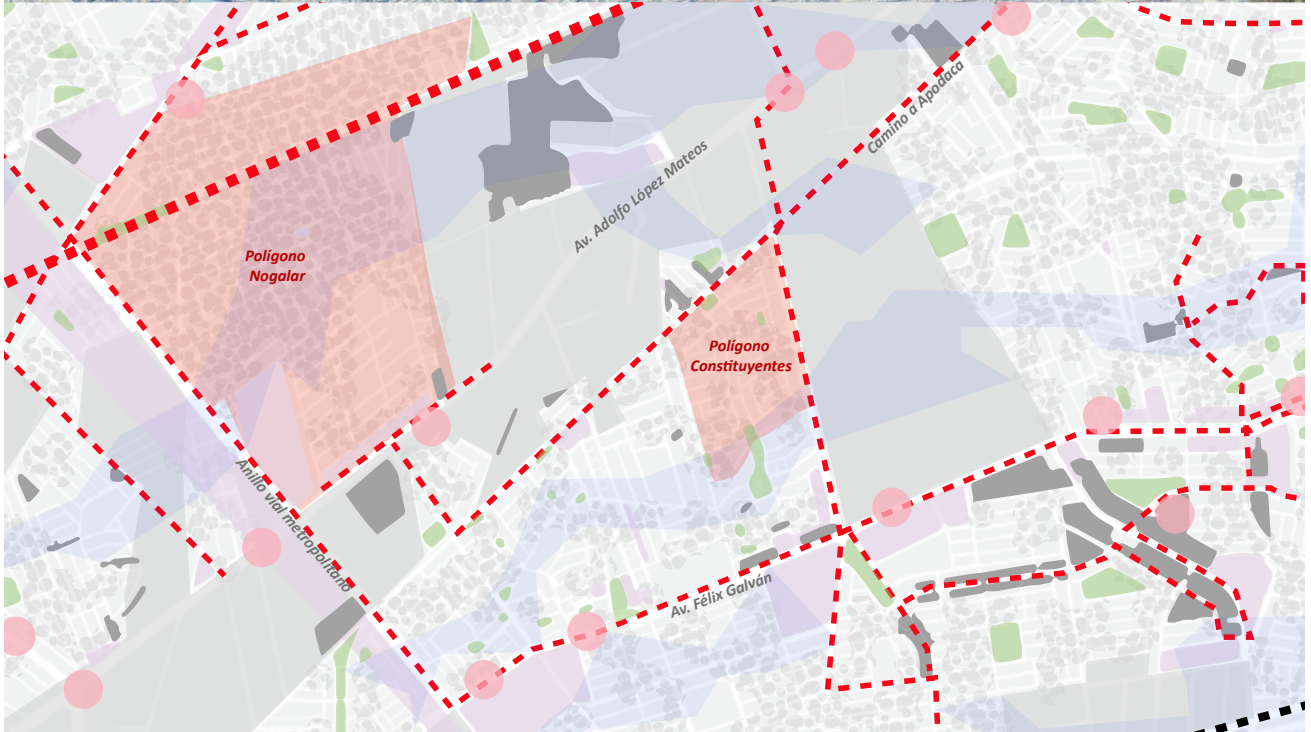 Camino a Apodaca
Av. Adolfo López Mateos
Polígono
Nogalar
Polígono
Constituyentes
Anillo vial metropolitano
Av. Félix Galván